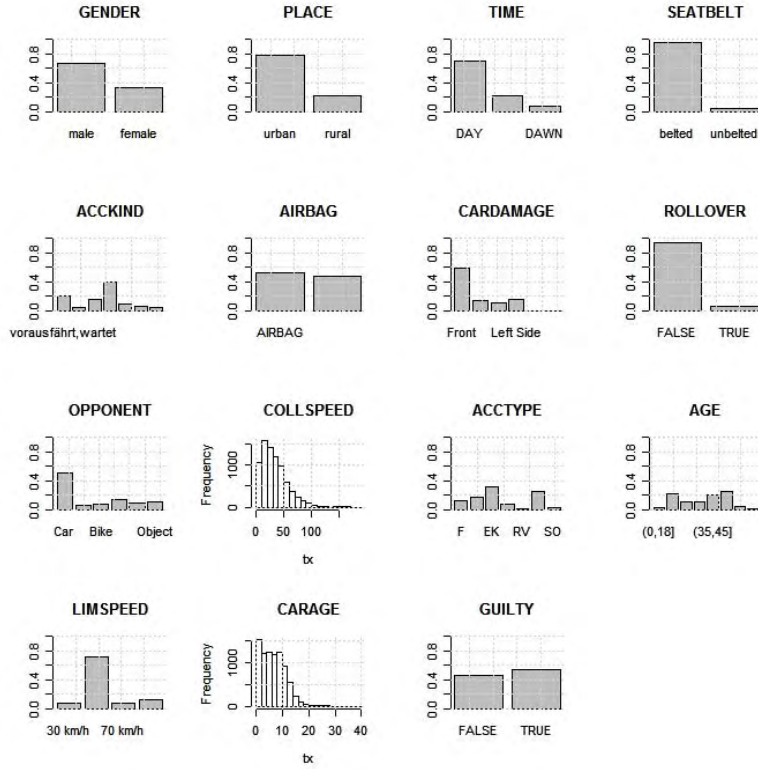 GENDER PLACE TIME SEATBELT
0.0 0.4 0.8 0.0 0.4 0.8 0.0 0.4 0.8 0.0 0.4 0.8
male female urban rural DAY DAWN belted unbelted
ACCKIND AIRBAG CARDAMAGE ROLLOVER
0.0 0.4 0.8 0.0 0.4 0.8 0.0 0.4 0.8 0.0 0.4 0.8
vorausfährt,wartet AIRBAG Front Left Side FALSE TRUE
OPPONENT COLLSPEED ACCTYPE AGE
0.0 0.4 0.8 Frequency 0 1000 0.0 0.4 0.8 0.0 0.4 0.8
Car Bike Object 0 50 100 F EK RV SO (0,18] (35,45]
tx
LIMSPEED CARAGE GUILTY
0.0 0.4 0.8 Frequency 0 1000 0.0 0.4 0.8
30 km/h 70 km/h 0 10 20 30 40 FALSE TRUE
tx